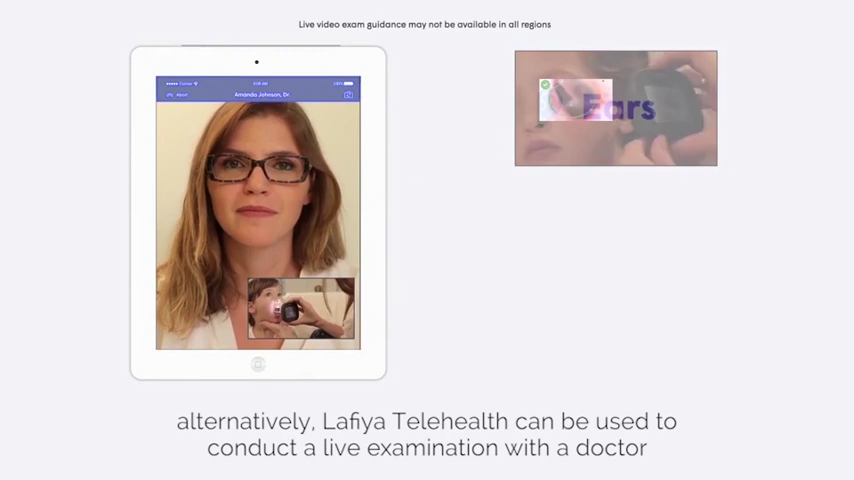 Live video exam guidance may not be available in all regions
Amanda Johnson, Dr.
Ears
alternatively, Lafiya Telehealth can be used to
conduct a live examination with a doctor